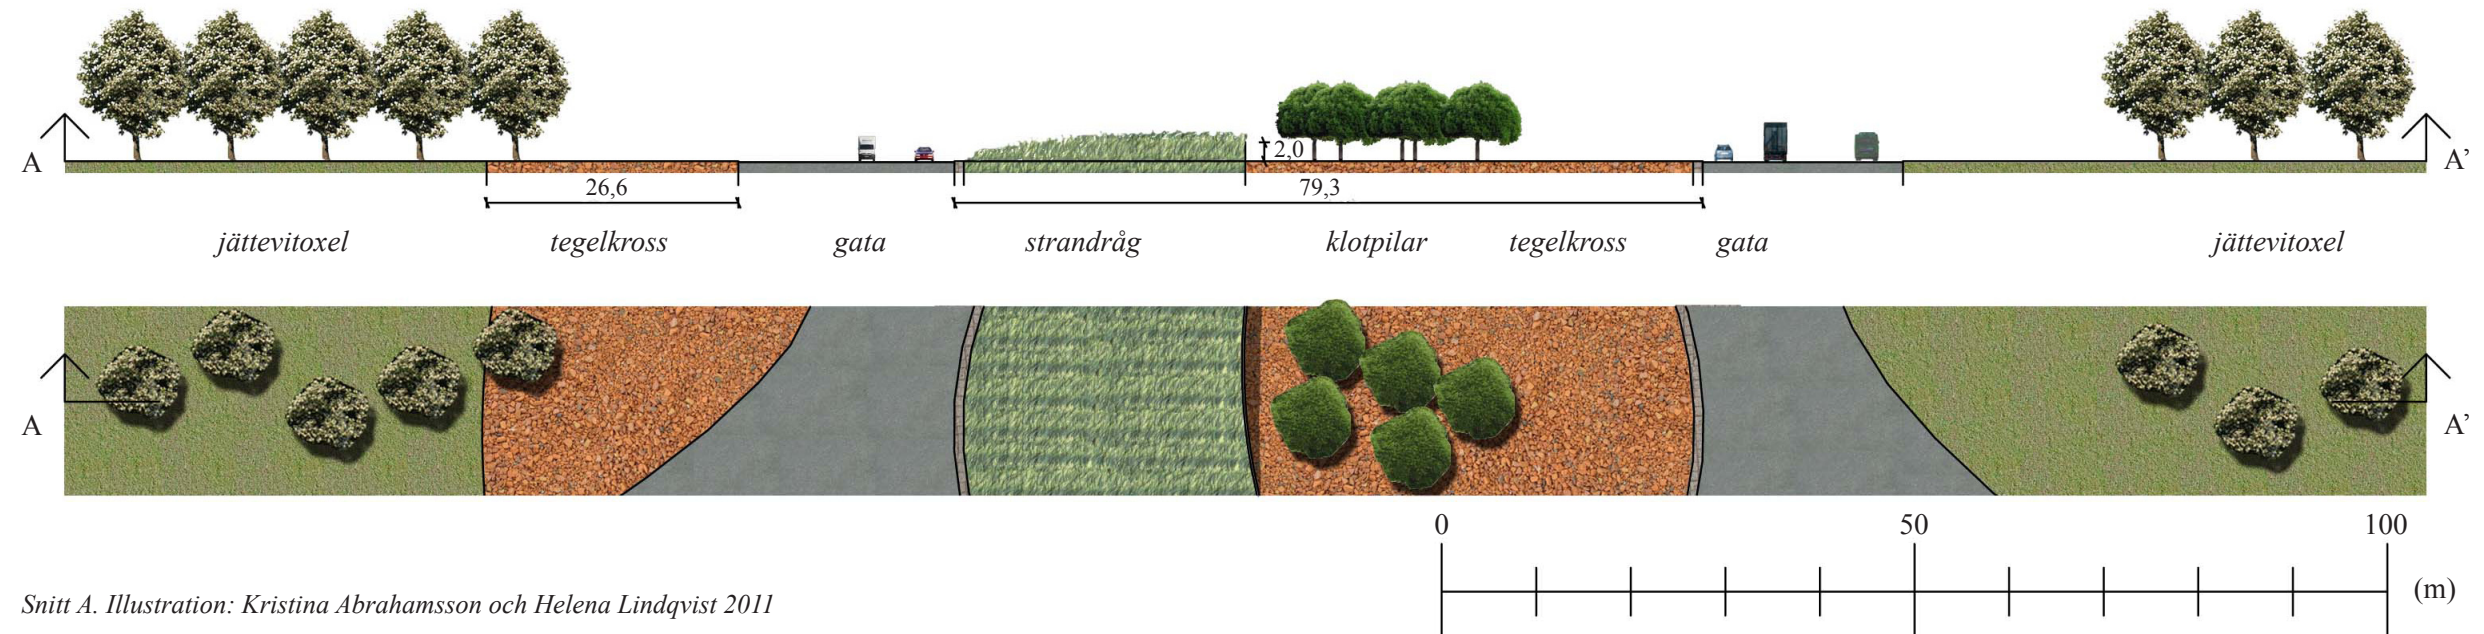 A
A’
2,0
26,6
79,3
jättevitoxel tegelkross gata strandråg klotpilar tegelkross gata jättevitoxel
A
A’
0 50 100
(m)
Snitt A. Illustration: Kristina Abrahamsson och Helena Lindqvist 2011